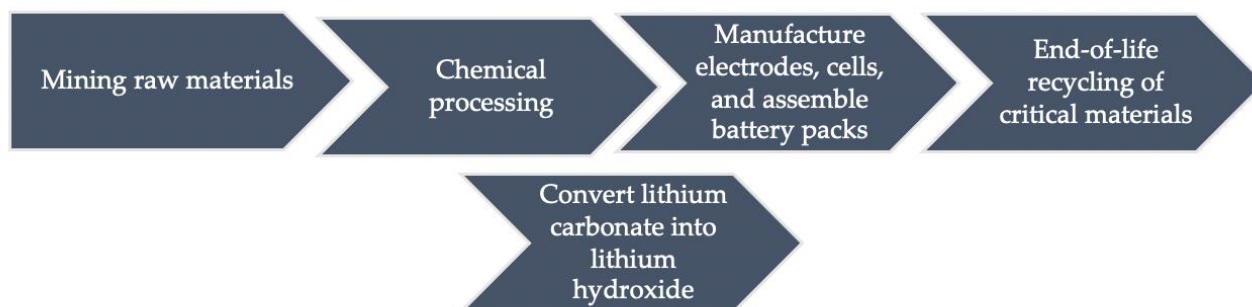 Mining raw materials
Chemical
processing
Manufacture
electrodes, cells,
and assemble
battery packs
End-of-life
recycling of
critical materials
Convert lithium
carbonate into
lithium
hydroxide